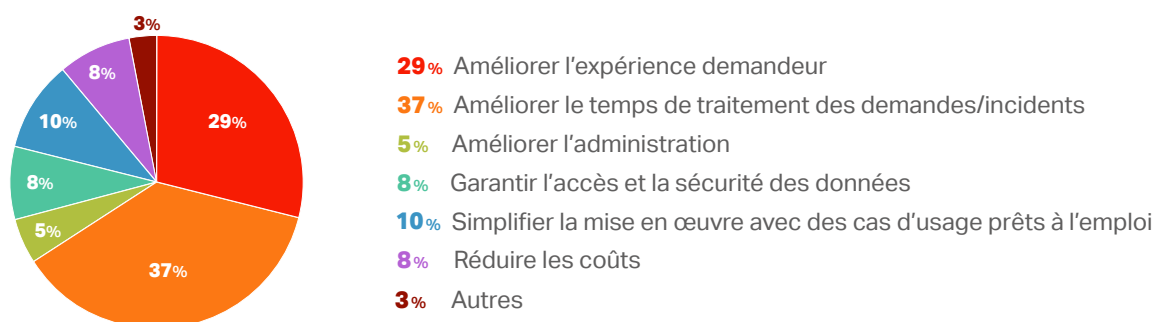 3%
8%
29%
10%
8%
5%
37%
29% Améliorer l’expérience demandeur
37% Améliorer le temps de traitement des demandes/incidents
5% Améliorer l’administration
8% Garantir l’accès et la sécurité des données
10% Simplifier la mise en œuvre avec des cas d’usage prêts à l’emploi
8% Réduire les coûts
3% Autres